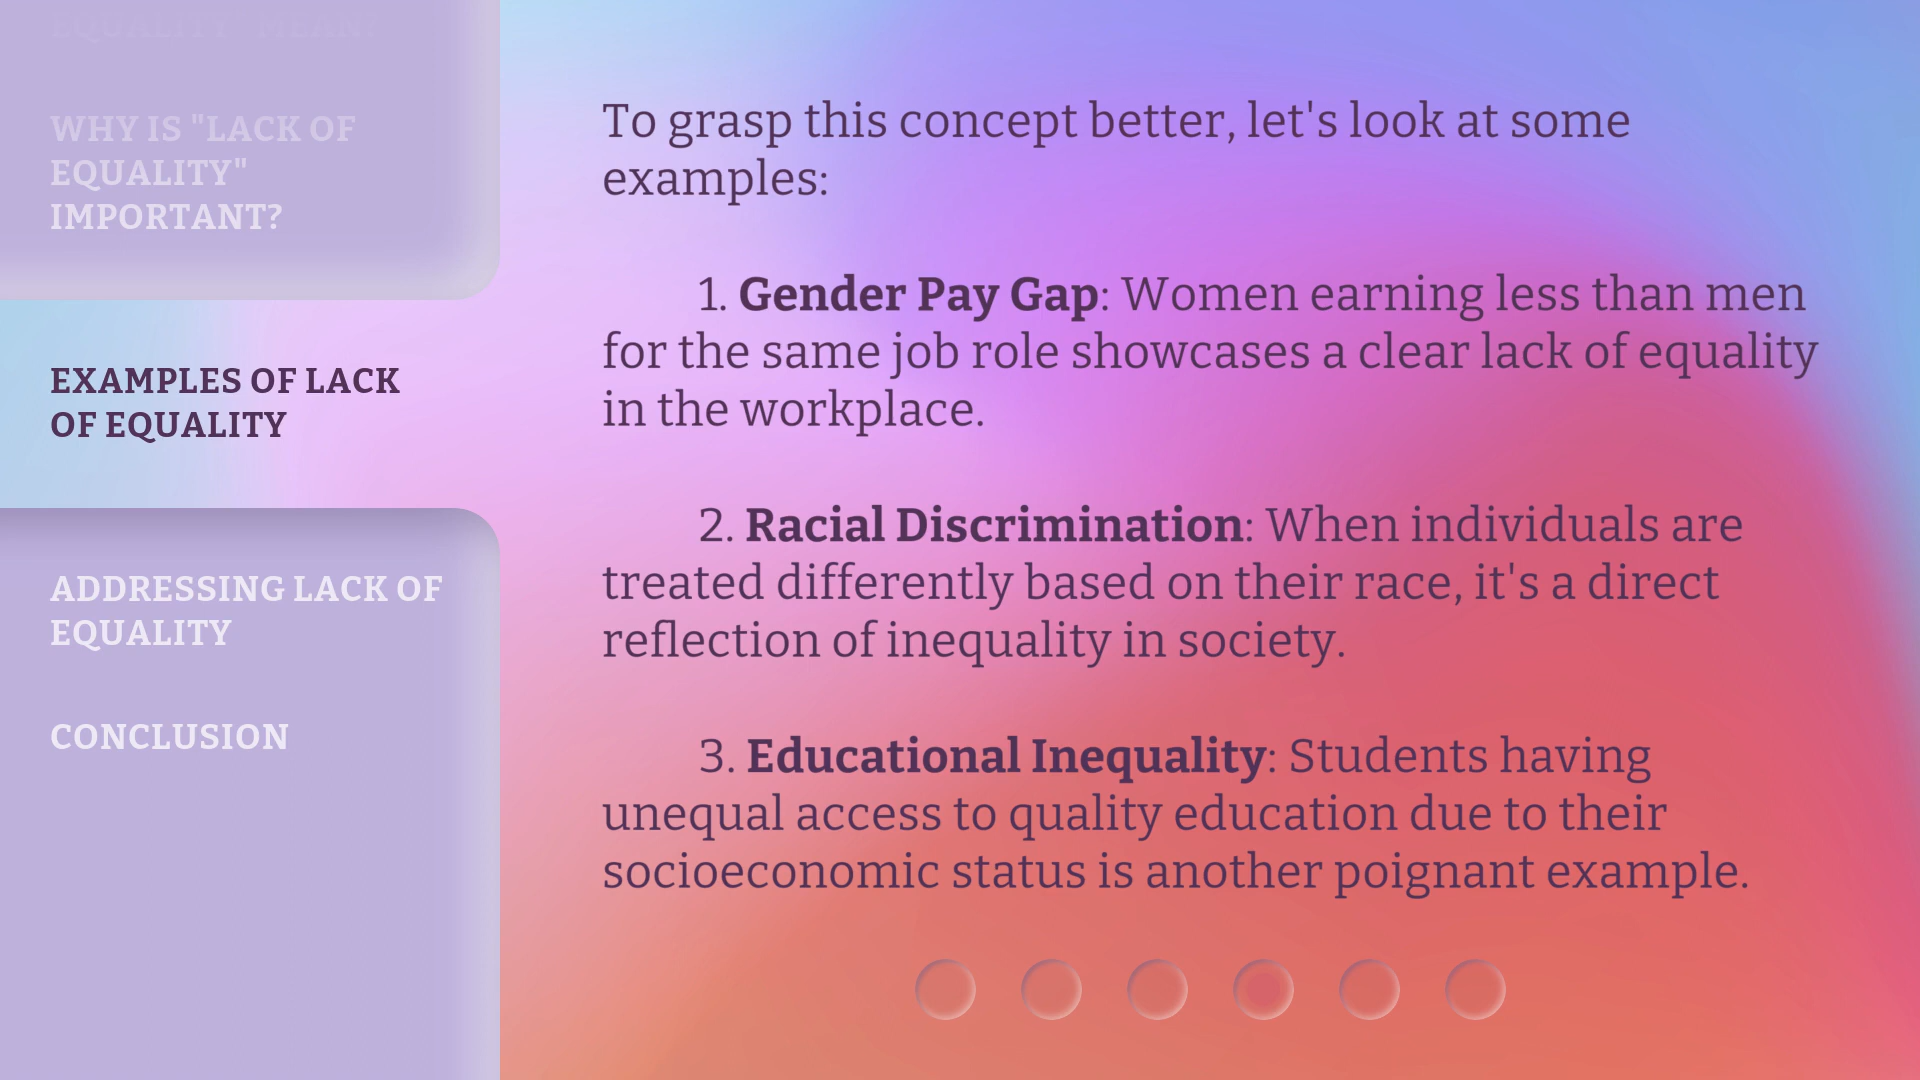 EQUALITY" MEAN?
WHY IS "LACK OF
EQUALITY"
IMPORTANT?
EXAMPLES OF LACK
OF EQUALITY
ADDRESSING LACK OF
EQUALITY
CONCLUSION
To grasp this concept better, let's look at some
examples:
1. Gender Pay Gap: Women earning less than men
for the same job role showcases a clear lack of equality
in the workplace.
2. Racial Discrimination: When individuals are
treated differently based on their race, it's a direct
reflection of inequality in society.
3. Educational Inequality: Students having
unequal access to quality education due to their
socioeconomic status is another poignant example.